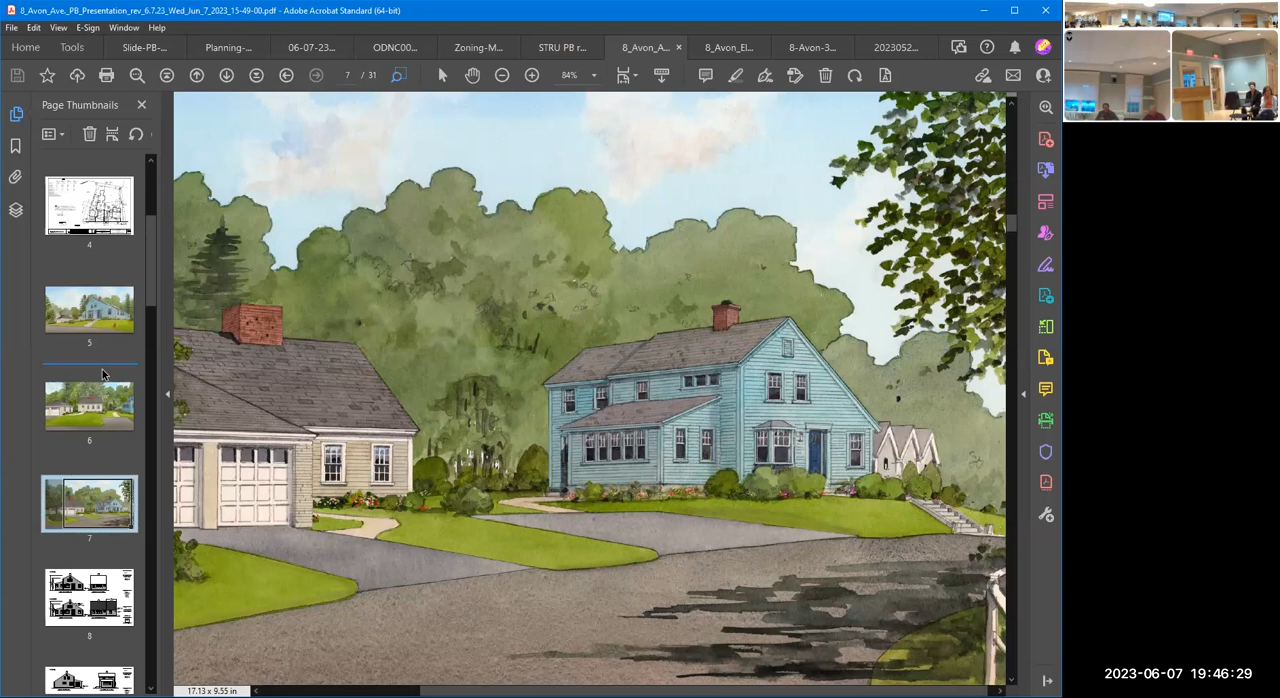 8_Avon_Ave._PB_Presentation_rev_6.7.23_Wed_Jun_7_2023_15-49-00.pdf - Adobe Acrobat Standard (64-bit)
File Edit View E-Sign Window Help
Home Tools Slide-PB-... Planning-... 06-07-23... ODNC00... Zoning-M... STRU PB r... 8_Avon_A... × 8_Avon_El... 8-Avon-3... 2023052...
7 / 31 84%
Page Thumbnails
4
5
6
7
8
17.13 x 9.55 in
2023-06-07 19:46:29